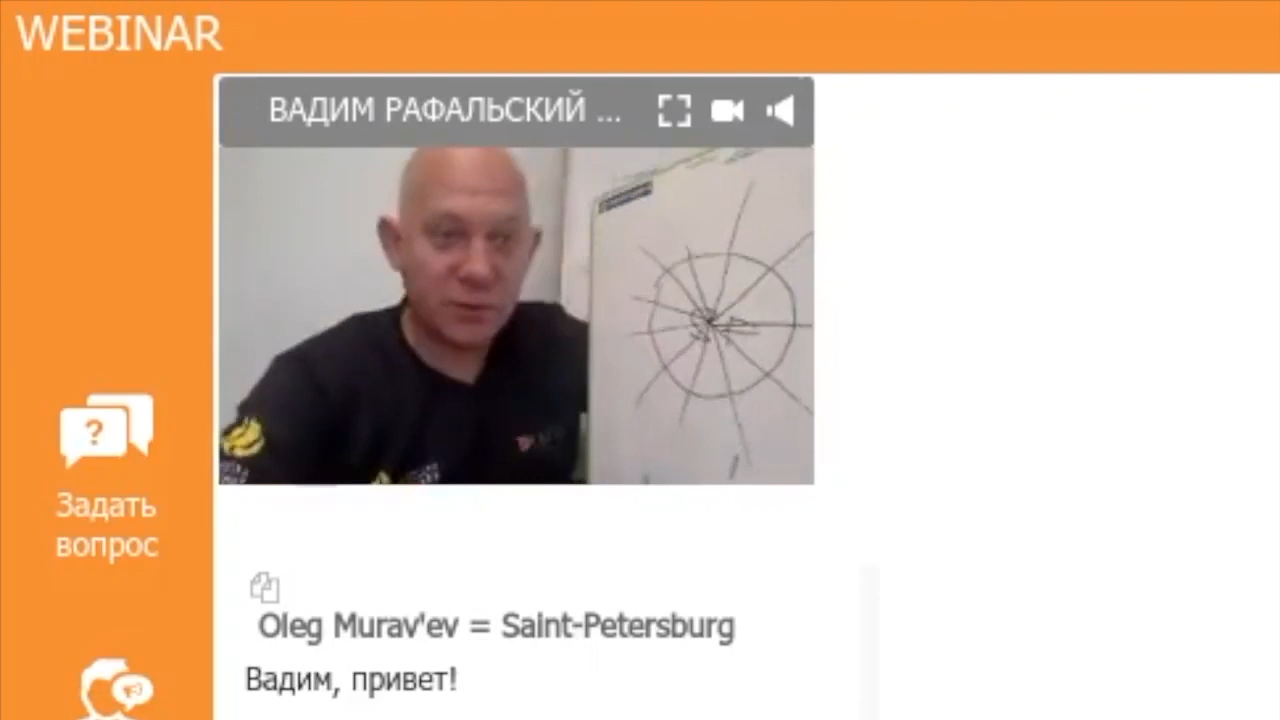 WEBINAR
ВАДИМ РАФАЛЬСКИЙ ...
?
Задать
вопрос
Oleg Murav'ev = Saint-Petersburg
Вадим, привет!